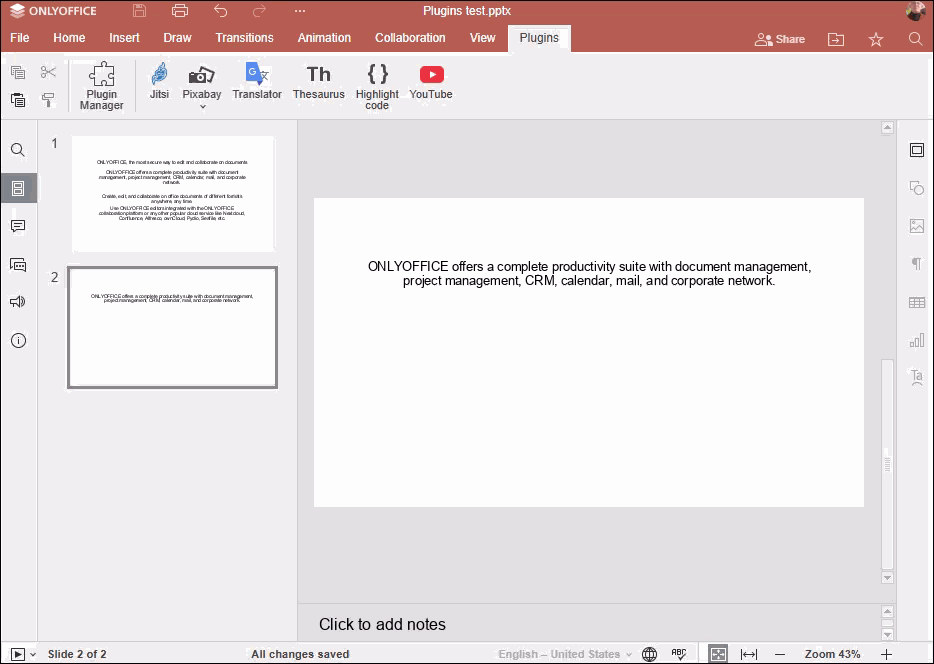 ONLYOFFICE
Plugins test.pptx
File Home Insert Draw Transitions Animation Collaboration View Plugins
Share
Plugin Manager
Jitsi
Pixabay
Translator
Th
Thesaurus
{ }
Highlight code
YouTube
1
ONLYOFFICE, the most secure way to edit and collaborate on documents
ONLYOFFICE offers a complete productivity suite with document
management, project management, CRM, calendar, mail, and corporate
network.
Create, edit, and collaborate on office documents of different formats
anywhere, any time.
Use ONLYOFFICE editors integrated with the ONLYOFFICE
collaboration platform or any other popular cloud service like Nextcloud,
Confluence, Alfresco, ownCloud, Pydio, Seafile, etc.
2
ONLYOFFICE offers a complete productivity suite with document management,
project management, CRM, calendar, mail, and corporate network.
ONLYOFFICE offers a complete productivity suite with document management,
project management, CRM, calendar, mail, and corporate network.
Ta
Click to add notes
Slide 2 of 2
All changes saved
English – United States
ABC
Zoom 43%